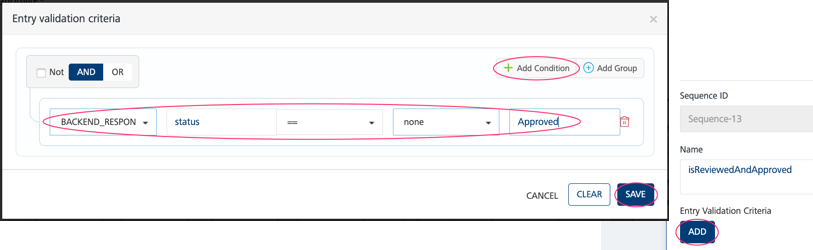 Entry validation criteria ×
Not AND OR
+ Add Condition + Add Group
BACKEND_RESPON status == none Approved
CANCEL CLEAR SAVE
Sequence ID
Sequence-13
Name
isReviewedAndApproved
Entry Validation Criteria
ADD